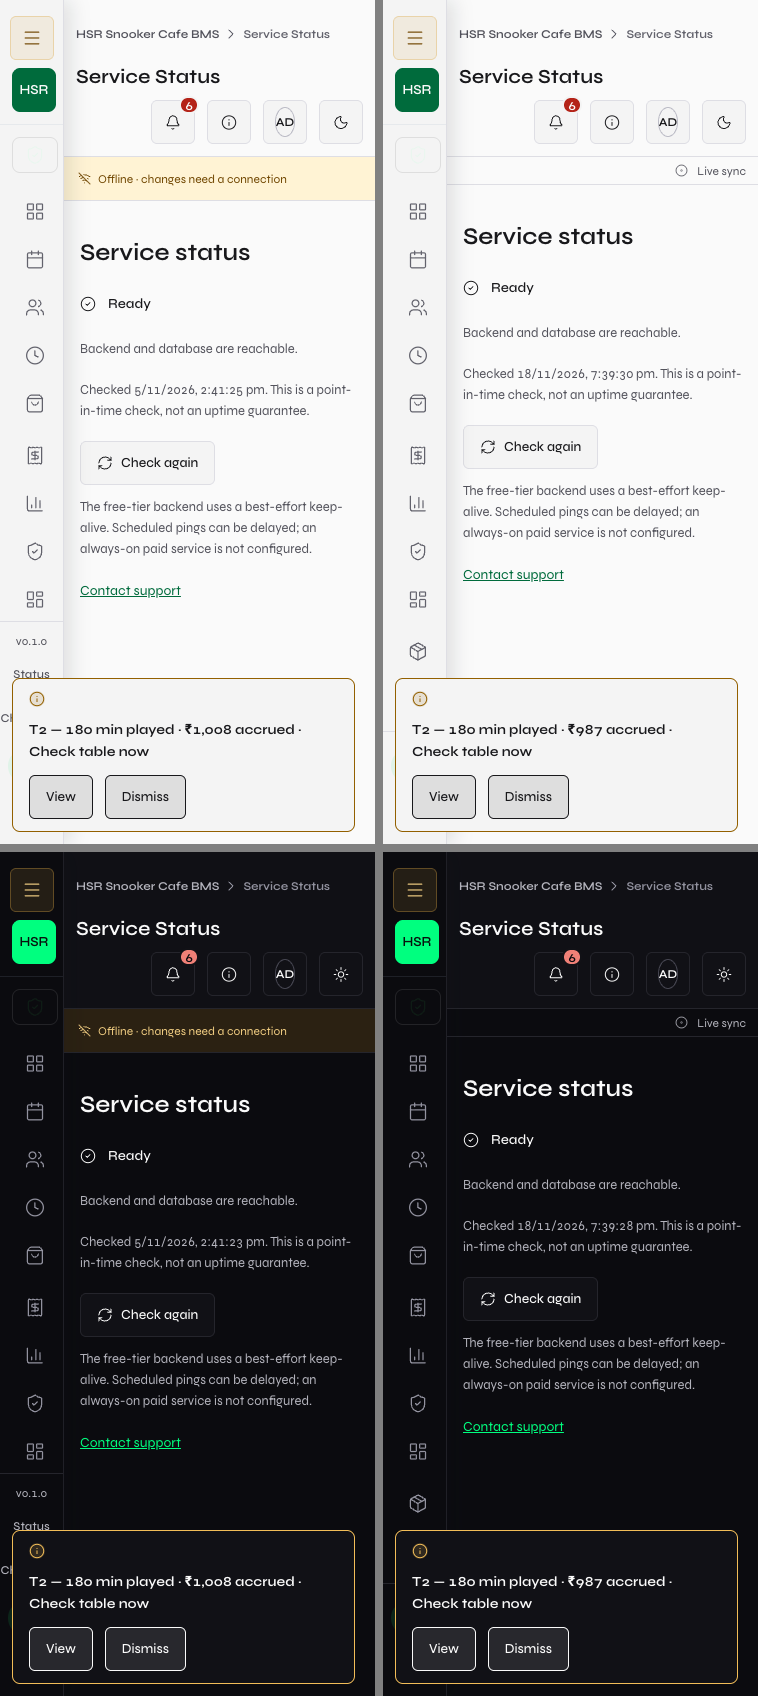 HSR Snooker Cafe BMS > Service Status
HSR
Service Status
6
AD
Offline · changes need a connection
Service status
Ready
Backend and database are reachable.
Checked 5/11/2026, 2:41:25 pm. This is a point-
in-time check, not an uptime guarantee.
Check again
The free-tier backend uses a best-effort keep-
alive. Scheduled pings can be delayed; an
always-on paid service is not configured.
Contact support
v0.1.0
Status
T2 — 180 min played · ₹1,008 accrued ·
Check table now
View
Dismiss
HSR Snooker Cafe BMS > Service Status
HSR
Service Status
6
AD
Live sync
Service status
Ready
Backend and database are reachable.
Checked 18/11/2026, 7:39:30 pm. This is a point-
in-time check, not an uptime guarantee.
Check again
The free-tier backend uses a best-effort keep-
alive. Scheduled pings can be delayed; an
always-on paid service is not configured.
Contact support
T2 — 180 min played · ₹987 accrued ·
Check table now
View
Dismiss
HSR Snooker Cafe BMS > Service Status
HSR
Service Status
6
AD
Offline · changes need a connection
Service status
Ready
Backend and database are reachable.
Checked 5/11/2026, 2:41:23 pm. This is a point-
in-time check, not an uptime guarantee.
Check again
The free-tier backend uses a best-effort keep-
alive. Scheduled pings can be delayed; an
always-on paid service is not configured.
Contact support
v0.1.0
Status
T2 — 180 min played · ₹1,008 accrued ·
Check table now
View
Dismiss
HSR Snooker Cafe BMS > Service Status
HSR
Service Status
6
AD
Live sync
Service status
Ready
Backend and database are reachable.
Checked 18/11/2026, 7:39:28 pm. This is a point-
in-time check, not an uptime guarantee.
Check again
The free-tier backend uses a best-effort keep-
alive. Scheduled pings can be delayed; an
always-on paid service is not configured.
Contact support
T2 — 180 min played · ₹987 accrued ·
Check table now
View
Dismiss